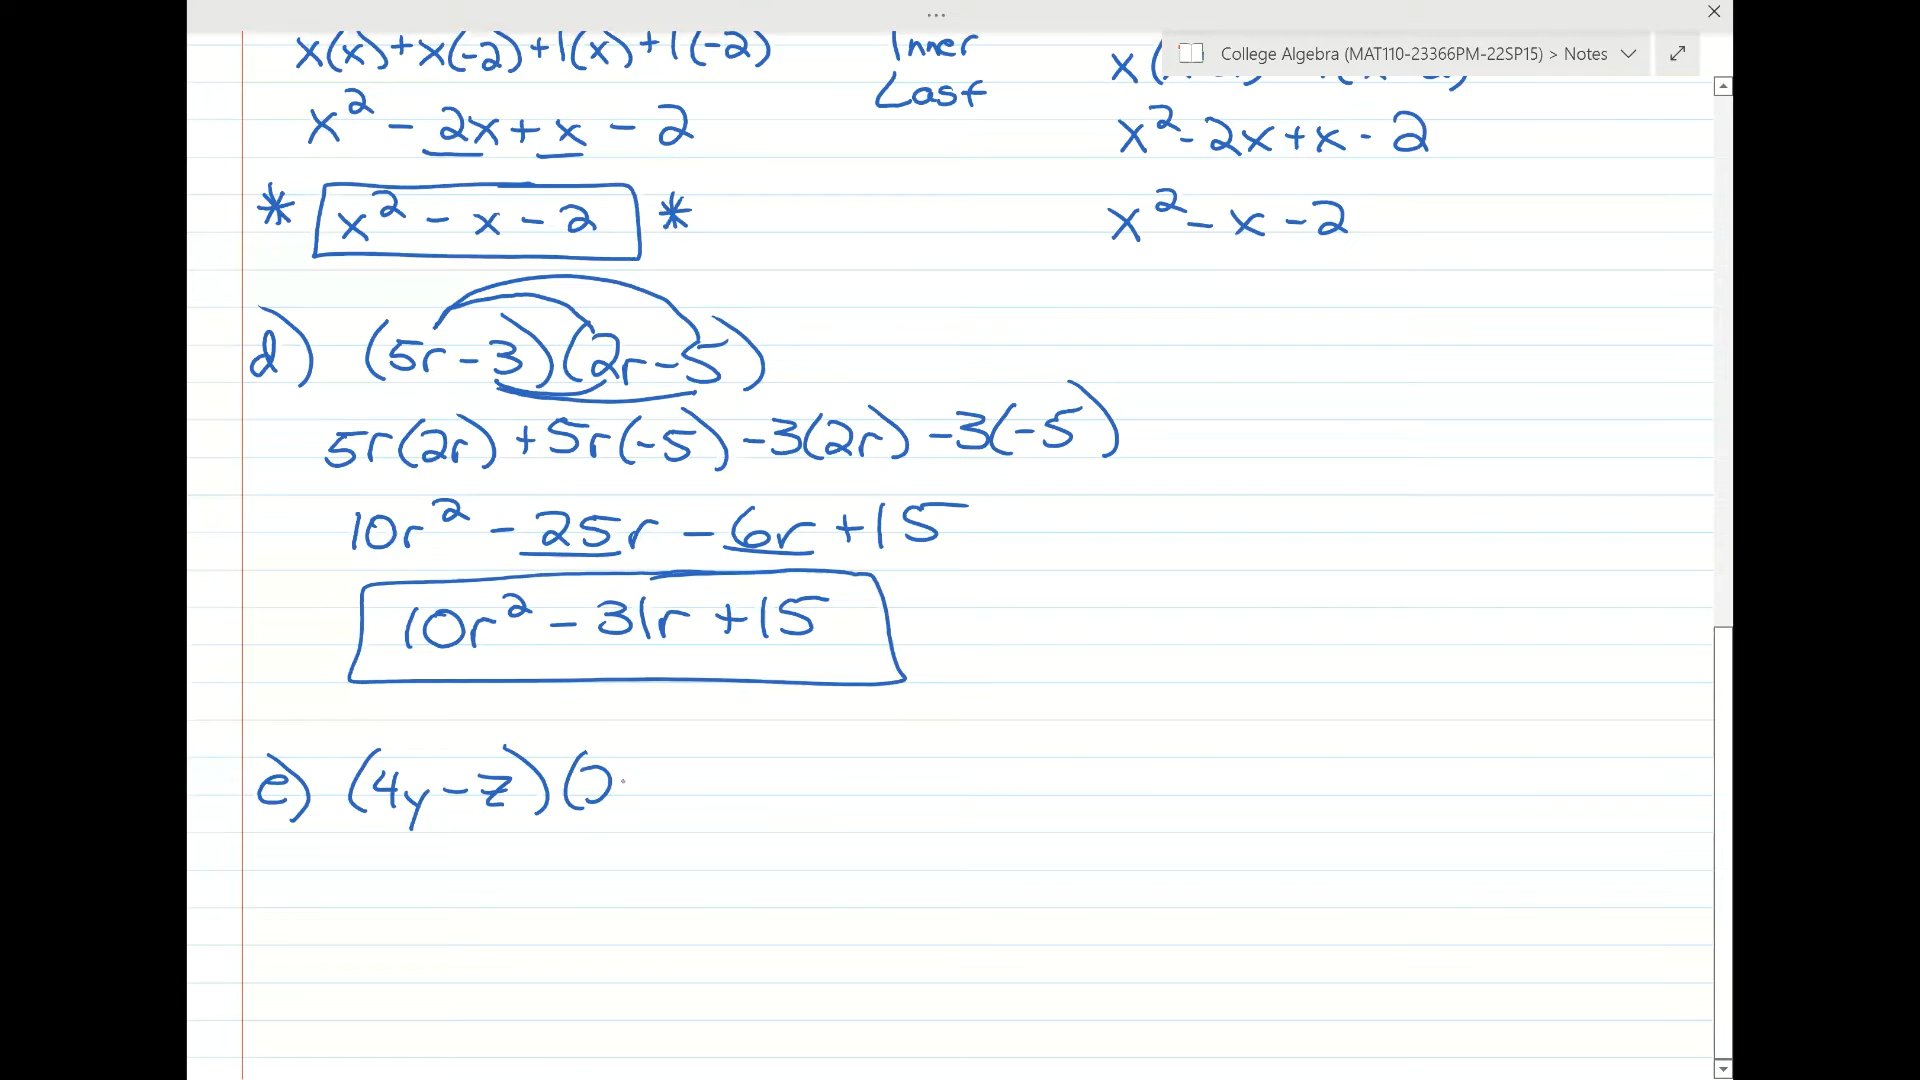 College Algebra (MAT110-23366PM-22SP15) > Notes
x(x)+x(-2)+1(x)+1(-2)
Inner
Last
x² - 2x + x - 2
* x² - x - 2 *
x² - 2x + x - 2
x² - x - 2
d) (5r - 3)(2r - 5)
5r(2r) + 5r(-5) - 3(2r) - 3(-5)
10r² - 25r - 6r + 15
10r² - 31r + 15
e) (4y - z)(